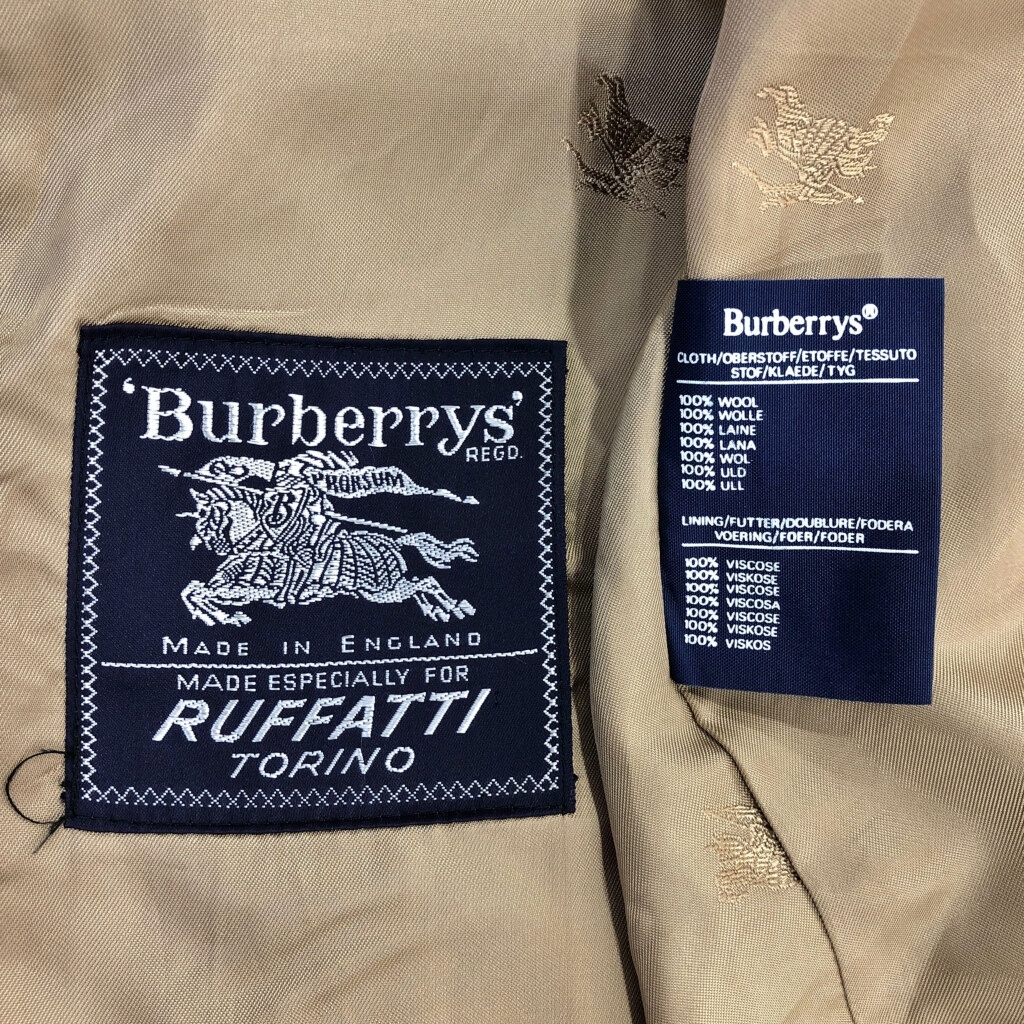 'Burberrys'
REGD.
PRORSUM
B
MADE IN ENGLAND
MADE ESPECIALLY FOR
RUFFATTI
TORINO
Burberrys®
CLOTH/OBERSTOFF/ETOFFE/TESSUTO
STOF/KLAEDE/TYG
100% WOOL
100% WOLLE
100% LAINE
100% LANA
100% WOL
100% ULD
100% ULL
LINING/FUTTER/DOUBLURE/FODERA
VOERING/FOER/FODER
100% VISCOSE
100% VISKOSE
100% VISCOSE
100% VISCOSA
100% VISCOSE
100% VISKOSE
100% VISKOS